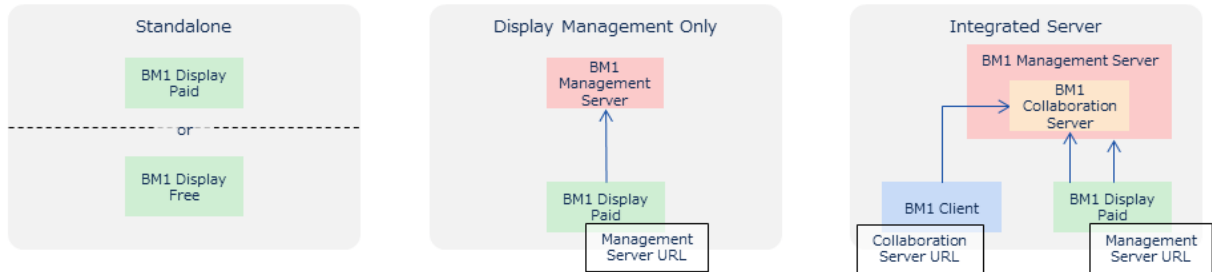 Standalone
BM1 Display
Paid
or
BM1 Display
Free
Display Management Only
BM1
Management
Server
BM1 Display
Paid
Management
Server URL
Integrated Server
BM1 Management Server
BM1
Collaboration
Server
BM1 Client
Collaboration
Server URL
BM1 Display
Paid
Management
Server URL